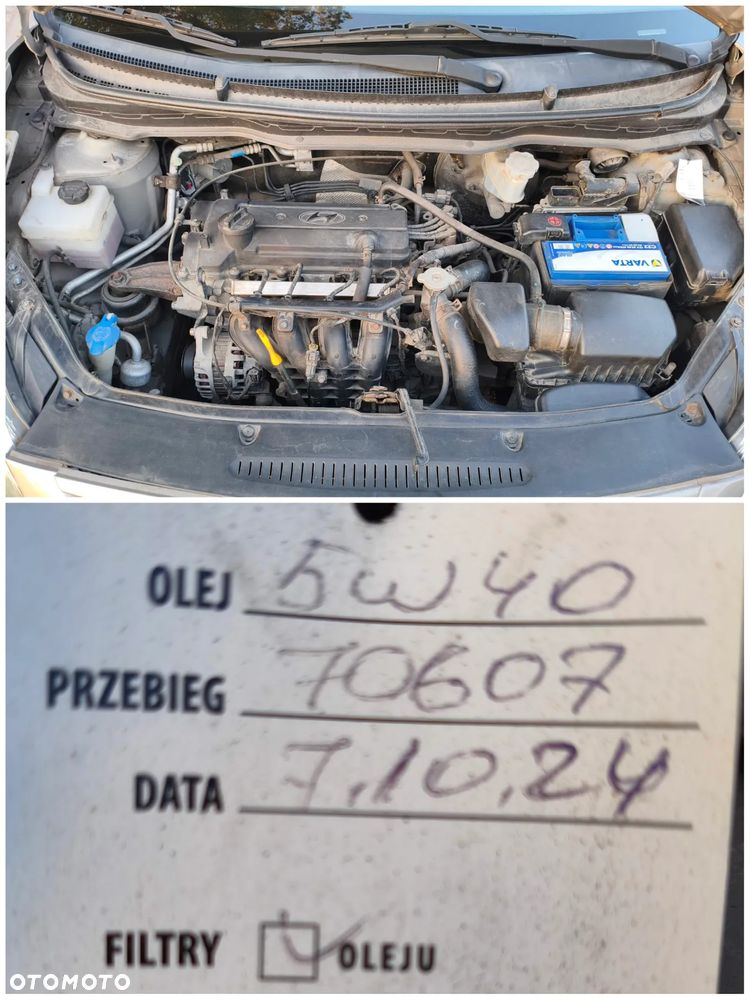 VARTA
OLEJ 5W40
PRZEBIEG 70607
DATA 7.10.24
FILTRY OLEJU
OTOMOTO